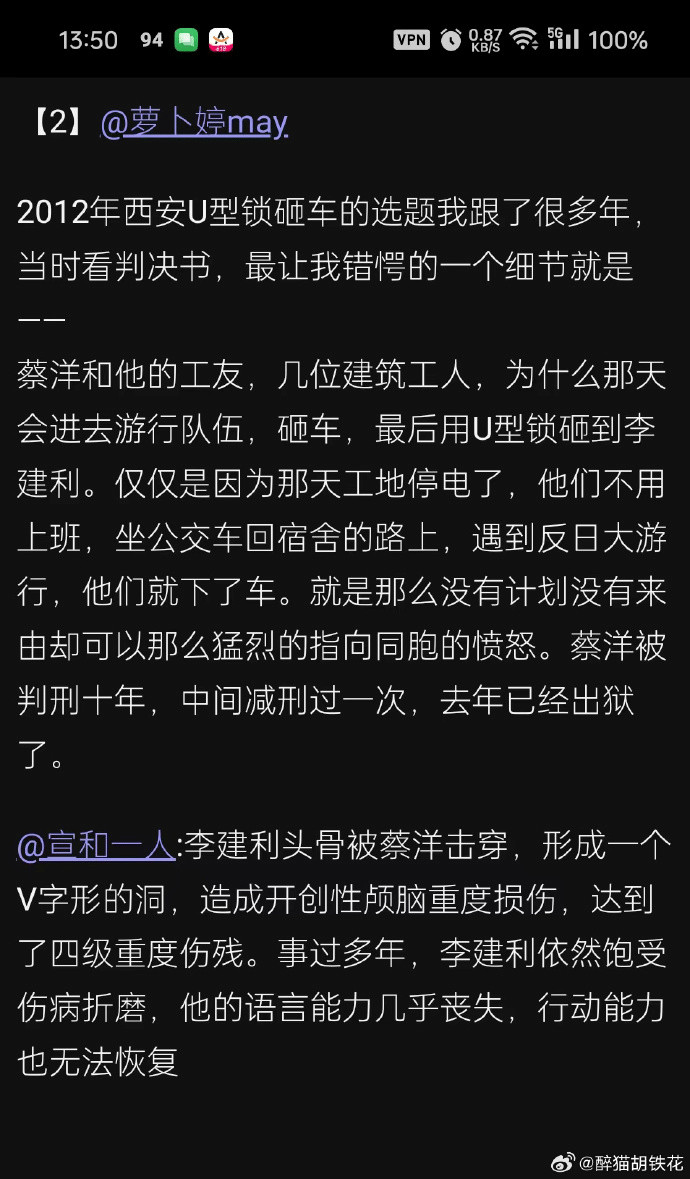 13:50 94 VPN 0.87 KB/S 5G 100%
【2】@萝卜婷may
2012年西安U型锁砸车的选题我跟了很多年，
当时看判决书，最让我错愕的一个细节就是
——
蔡洋和他的工友，几位建筑工人，为什么那天
会进去游行队伍，砸车，最后用U型锁砸到李
建利。仅仅是因为那天工地停电了，他们不用
上班，坐公交车回宿舍的路上，遇到反日大游
行，他们就下了车。就是那么没有计划没有来
由却可以那么猛烈的指向同胞的愤怒。蔡洋被
判刑十年，中间减刑过一次，去年已经出狱
了。
@宣和一人:李建利头骨被蔡洋击穿，形成一个
V字形的洞，造成开创性颅脑重度损伤，达到
了四级重度伤残。事过多年，李建利依然饱受
伤病折磨，他的语言能力几乎丧失，行动能力
也无法恢复
@醉猫胡铁花